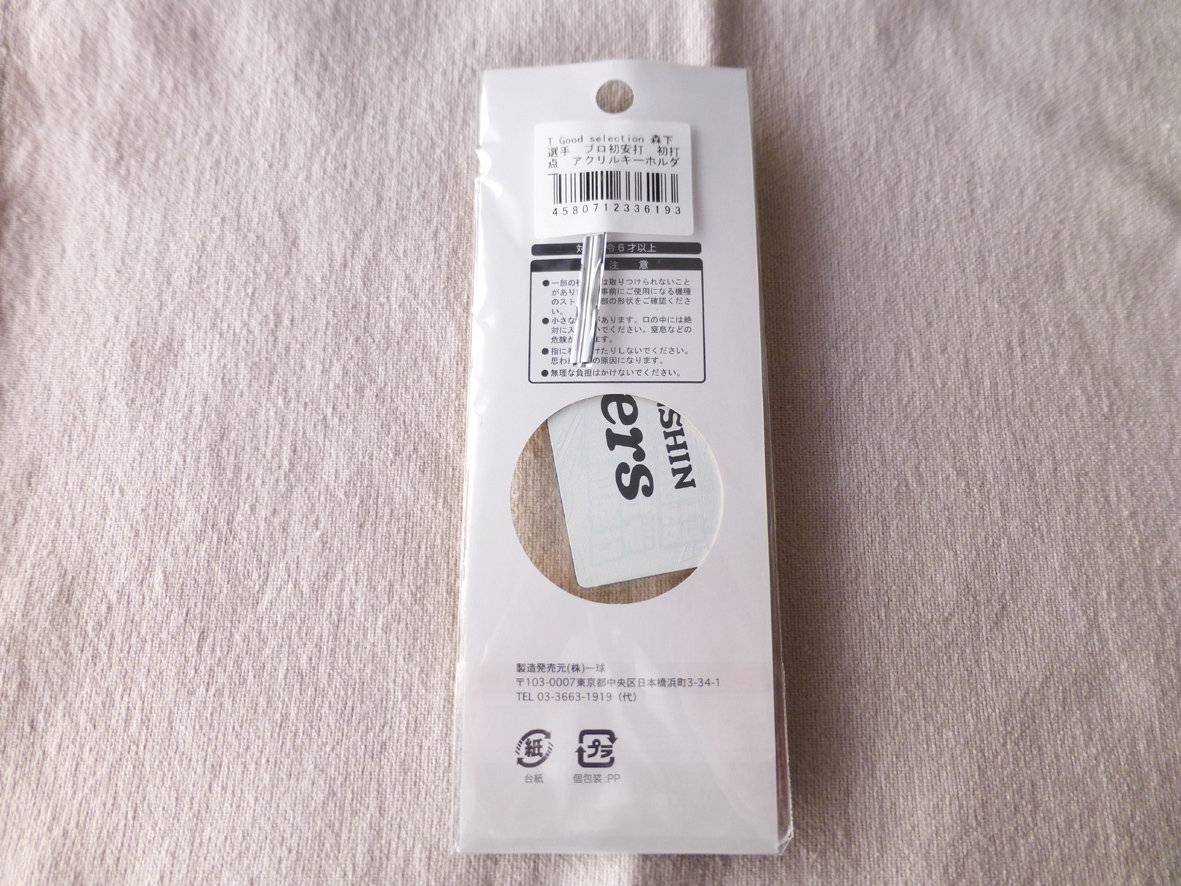 T Good selection 森下
選手 プロ初安打 初打
点 アクリルキーホルダ
ー
4580712336193
対 令6才以上
注 意
●一部の は取りつけられないこと
があり 事前にご使用になる機種
のスト 部の形状をご確認くださ
い。
●小さな があります。口の中には絶
対に入 いでください。窒息などの
危険が ます。
●指に けたりしないでください。
思わ の原因になります。
●無理な負担はかけないでください。
ers
SHIN
製造発売元(株)一球
〒103-0007東京都中央区日本橋浜町3-34-1
TEL 03-3663-1919（代）
紙 プラ
台紙 個包装:PP